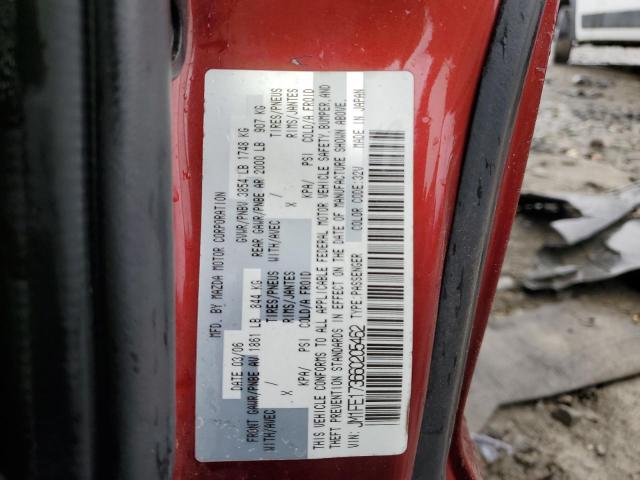 MFD. BY MAZDA MOTOR CORPORATION
DATE 03/06 GVWR/PNBV 3854 LB 1748 KG
FRONT GAWR/PNBE AV 1861 LB 844 KG REAR GAWR/PNBE AR 2000 LB 907 KG
WITH/AVEC TIRES/PNEUS WITH/AVEC TIRES/PNEUS
X RIMS/JANTES X RIMS/JANTES
KPA/ PSI COLD/A FROID KPA/ PSI COLD/A FROID
THIS VEHICLE CONFORMS TO ALL APPLICABLE FEDERAL MOTOR VEHICLE SAFETY, BUMPER, AND
THEFT PREVENTION STANDARDS IN EFFECT ON THE DATE OF MANUFACTURE SHOWN ABOVE.
VIN: JM1FE173660205462 TYPE:PASSENGER COLOR CODE:32V MADE IN JAPAN